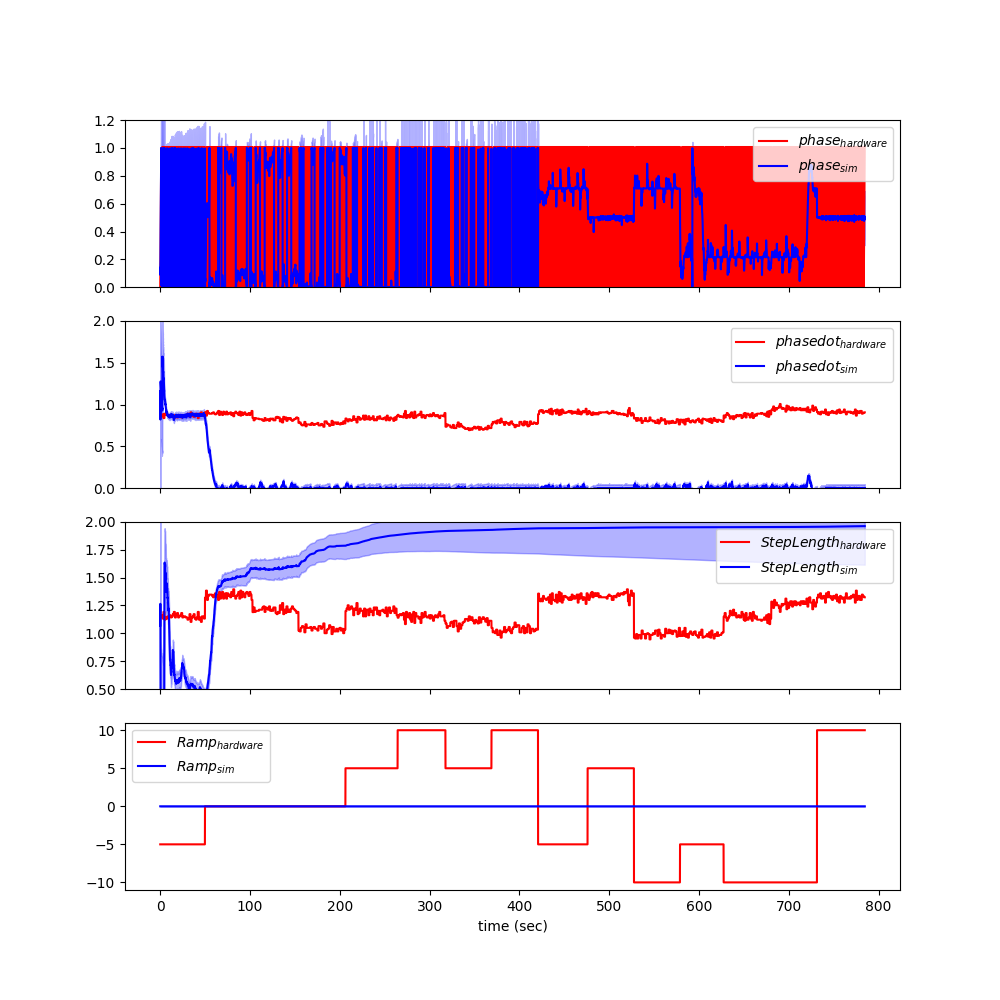 1.2
1.0
0.8
0.6
0.4
0.2
0.0
phase_hardware
phase_sim
2.0
1.5
1.0
0.5
0.0
phasedot_hardware
phasedot_sim
2.00
1.75
1.50
1.25
1.00
0.75
0.50
StepLength_hardware
StepLength_sim
10
5
0
−5
−10
Ramp_hardware
Ramp_sim
0 100 200 300 400 500 600 700 800
time (sec)